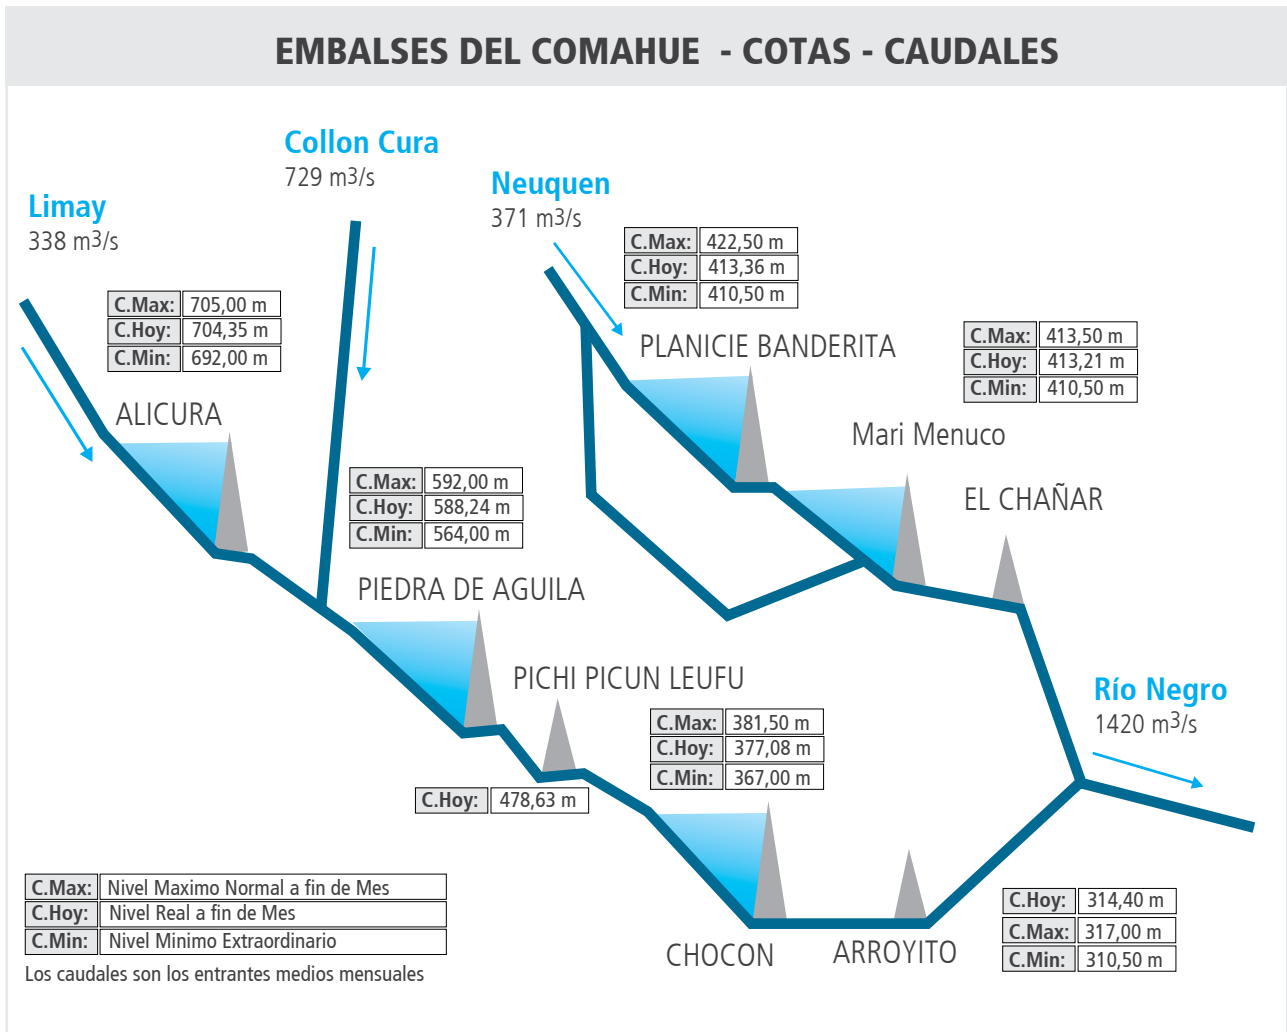 EMBALSES DEL COMAHUE - COTAS - CAUDALES
Collon Cura
729 m3/s
Neuquen
371 m3/s
Limay
338 m3/s
C.Max: 422,50 m
C.Hoy: 413,36 m
C.Min: 410,50 m
PLANICIE BANDERITA
C.Max: 705,00 m
C.Hoy: 704,35 m
C.Min: 692,00 m
ALICURA
C.Max: 413,50 m
C.Hoy: 413,21 m
C.Min: 410,50 m
Mari Menuco
EL CHAÑAR
C.Max: 592,00 m
C.Hoy: 588,24 m
C.Min: 564,00 m
PIEDRA DE AGUILA
PICHI PICUN LEUFU
C.Hoy: 478,63 m
C.Max: 381,50 m
C.Hoy: 377,08 m
C.Min: 367,00 m
Río Negro
1420 m3/s
CHOCON
ARROYITO
C.Hoy: 314,40 m
C.Max: 317,00 m
C.Min: 310,50 m
C.Max: Nivel Maximo Normal a fin de Mes
C.Hoy: Nivel Real a fin de Mes
C.Min: Nivel Minimo Extraordinario
Los caudales son los entrantes medios mensuales